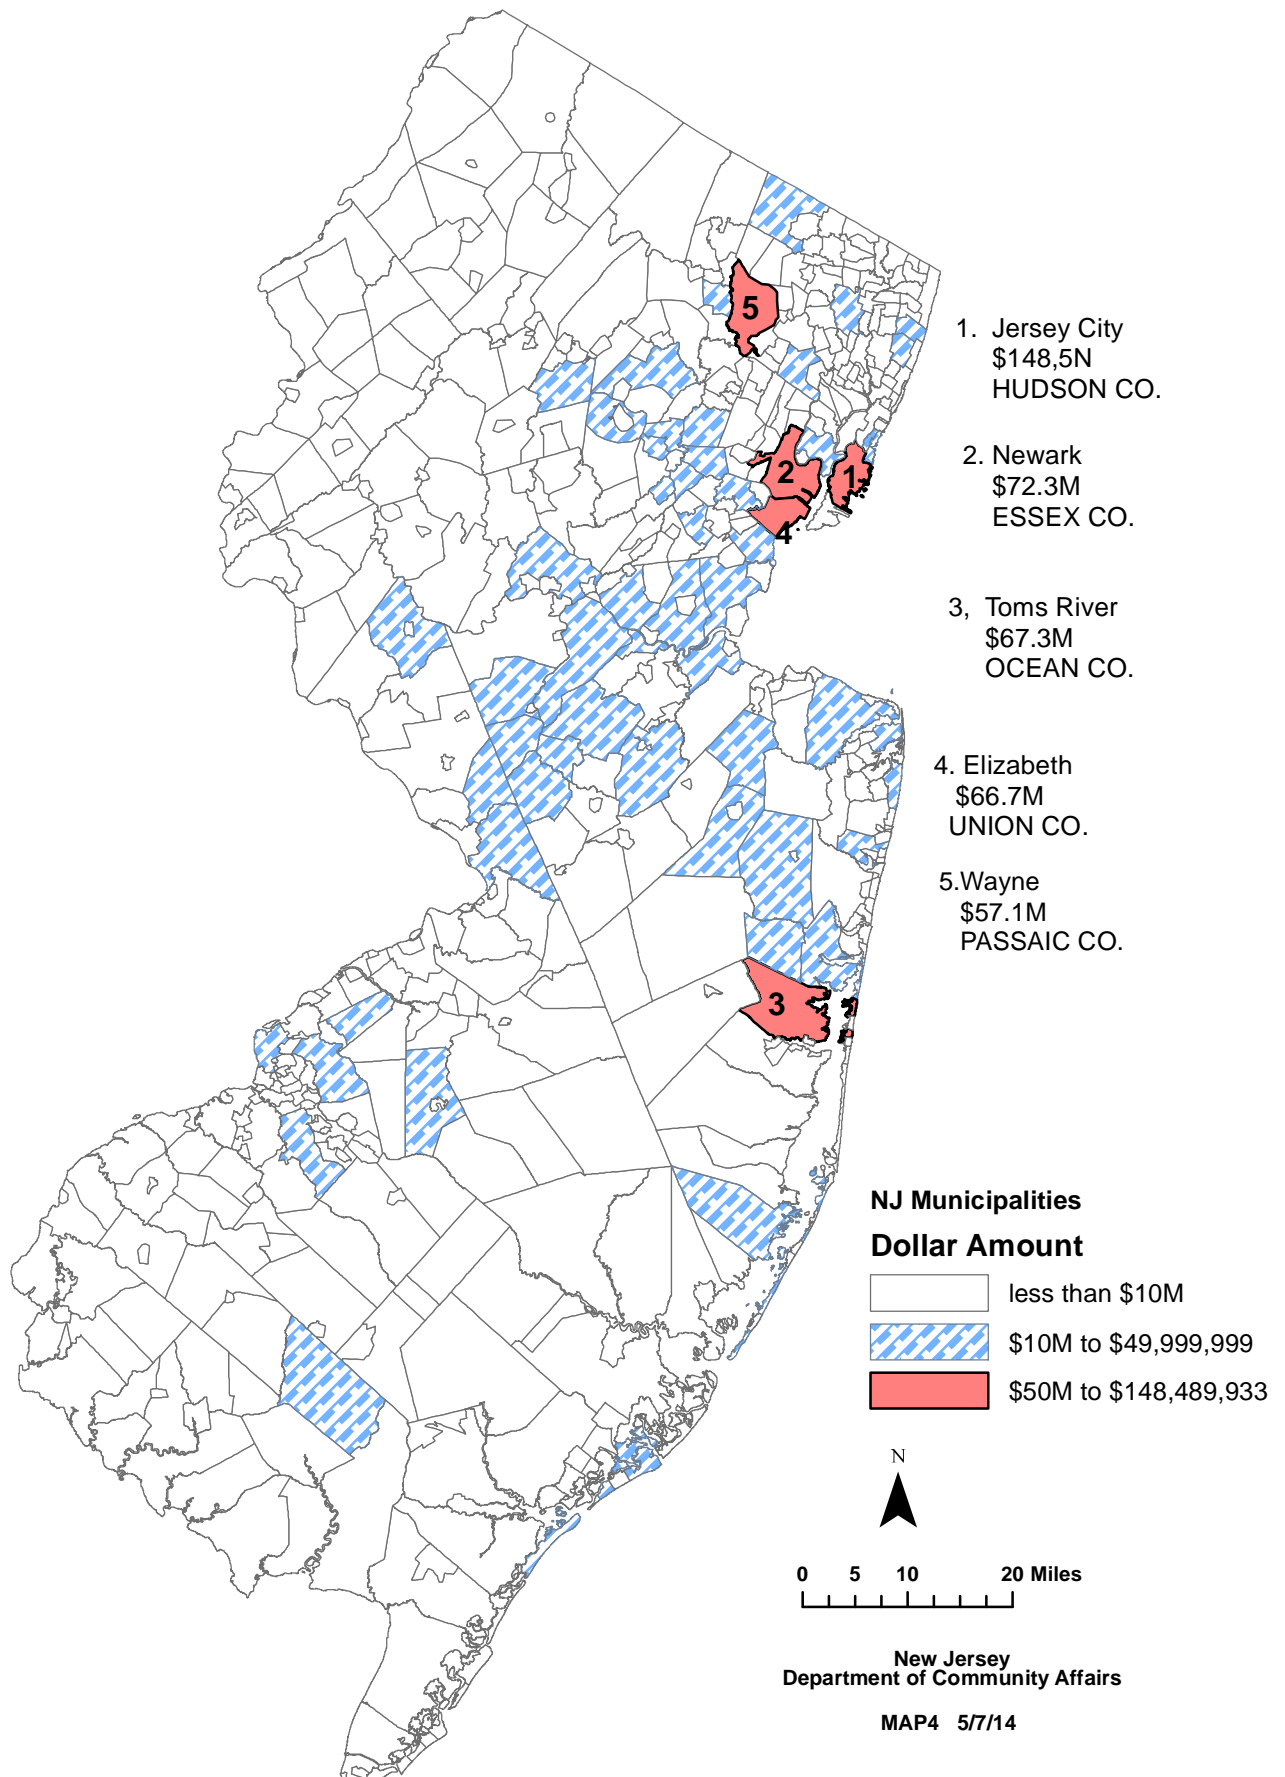 5
2
1
4
3
1. Jersey City
$148,5N
HUDSON CO.
2. Newark
$72.3M
ESSEX CO.
3, Toms River
$67.3M
OCEAN CO.
4. Elizabeth
$66.7M
UNION CO.
5.Wayne
$57.1M
PASSAIC CO.
NJ Municipalities
Dollar Amount
less than $10M
$10M to $49,999,999
$50M to $148,489,933
N
0 5 10 20 Miles
New Jersey
Department of Community Affairs
MAP4 5/7/14